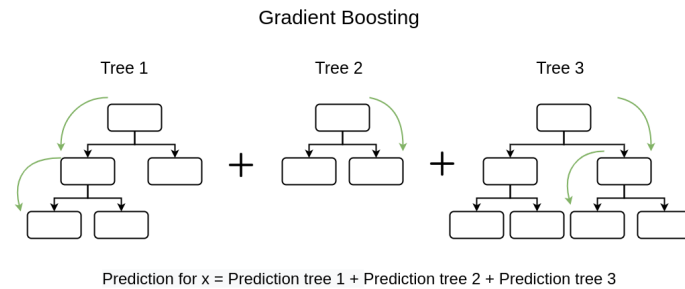 Gradient Boosting
Tree 1 Tree 2 Tree 3
+ +
Prediction for x = Prediction tree 1 + Prediction tree 2 + Prediction tree 3